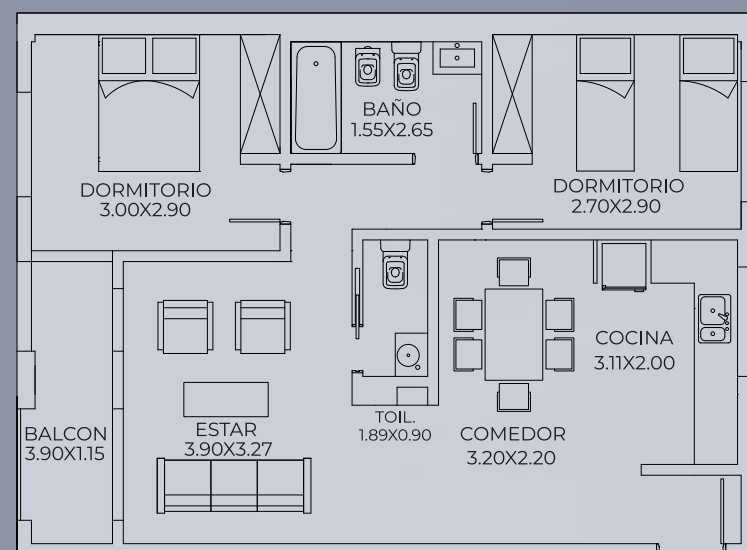 BAÑO
1.55X2.65
DORMITORIO
3.00X2.90
DORMITORIO
2.70X2.90
COCINA
3.11X2.00
TOIL.
1.89X0.90
BALCON
3.90X1.15
ESTAR
3.90X3.27
COMEDOR
3.20X2.20